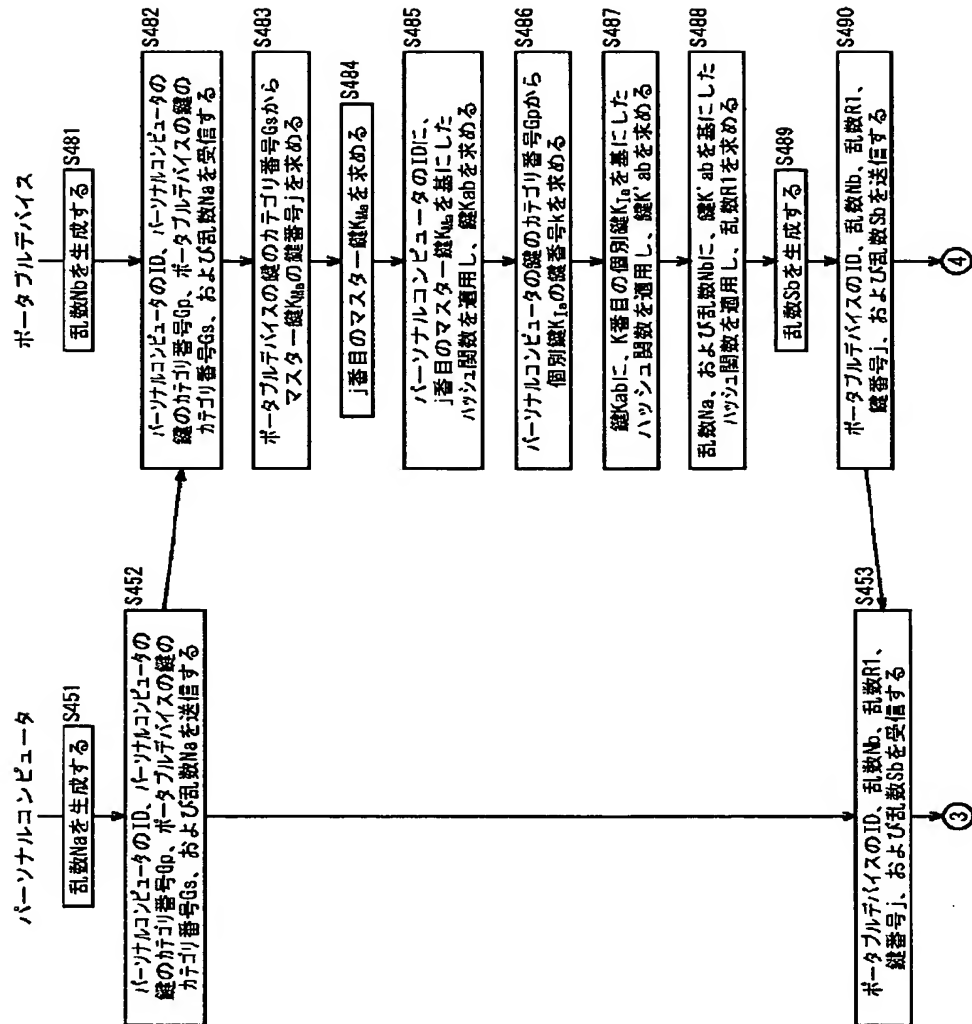 パーソナルコンピュータ
S451
乱数Naを生成する
S452
パーソナルコンピュータのID、パーソナルコンピュータの
鍵のカテゴリ番号Gp、ポータブルデバイスの鍵の
カテゴリ番号Gs、および乱数Naを送信する
S453
ポータブルデバイスのID、乱数Nb、乱数R1、
鍵番号j、および乱数Sbを受信する
③
ポータブルデバイス
S481
乱数Nbを生成する
S482
パーソナルコンピュータのID、パーソナルコンピュータの
鍵のカテゴリ番号Gp、ポータブルデバイスの鍵の
カテゴリ番号Gs、および乱数Naを受信する
S483
ポータブルデバイスの鍵のカテゴリ番号Gsから
マスター鍵KMaの鍵番号jを求める
S484
j番目のマスター鍵KMaを求める
S485
パーソナルコンピュータのIDに、
j番目のマスター鍵KMaを基にした
ハッシュ関数を適用し、鍵Kabを求める
S486
パーソナルコンピュータの鍵のカテゴリ番号Gpから
個別鍵KIaの鍵番号kを求める
S487
鍵Kabに、K番目の個別鍵KIaを基にした
ハッシュ関数を適用し、鍵K'abを求める
S488
乱数Na、および乱数Nbに、鍵K'abを基にした
ハッシュ関数を適用し、乱数R1を求める
S489
乱数Sbを生成する
S490
ポータブルデバイスのID、乱数Nb、乱数R1、
鍵番号j、および乱数Sbを送信する
④